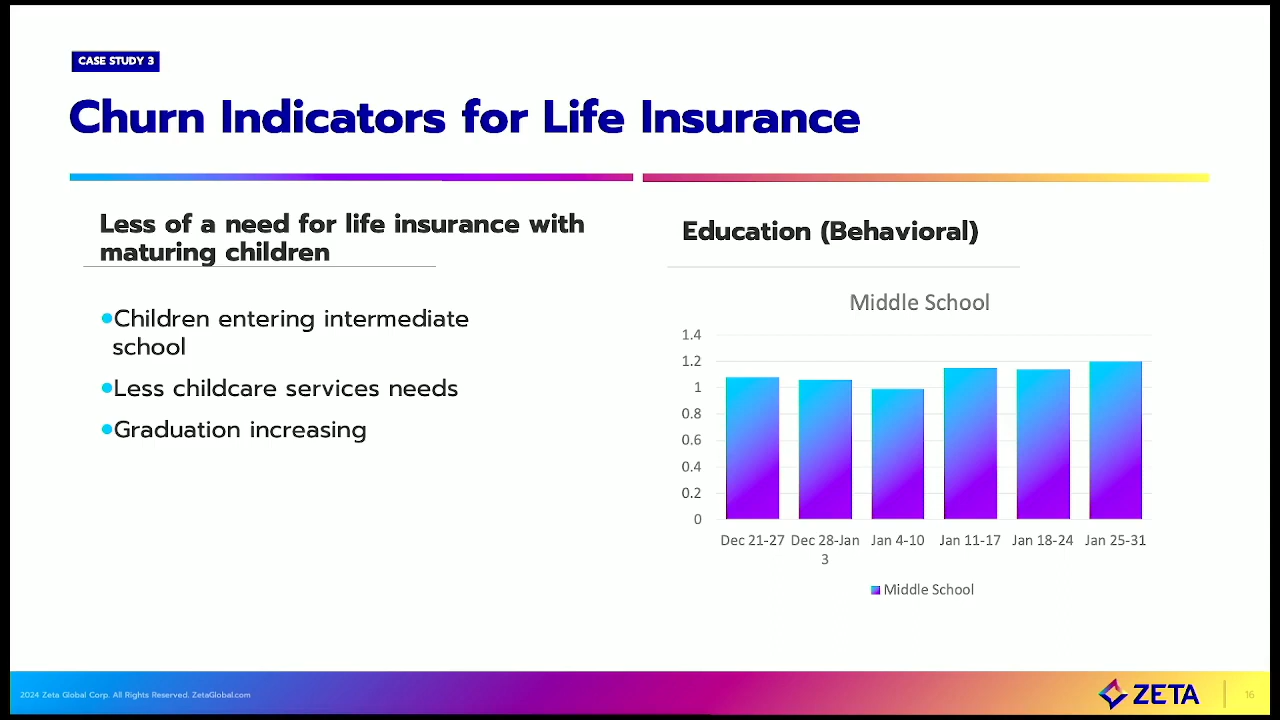 CASE STUDY 3
Churn Indicators for Life Insurance
Less of a need for life insurance with
maturing children
•Children entering intermediate
school
•Less childcare services needs
•Graduation increasing
Education (Behavioral)
Middle School
1.4
1.2
1
0.8
0.6
0.4
0.2
0
Dec 21-27 Dec 28-Jan Jan 4-10 Jan 11-17 Jan 18-24 Jan 25-31
3
Middle School
2024 Zeta Global Corp. All Rights Reserved. ZetaGlobal.com
ZETA
16